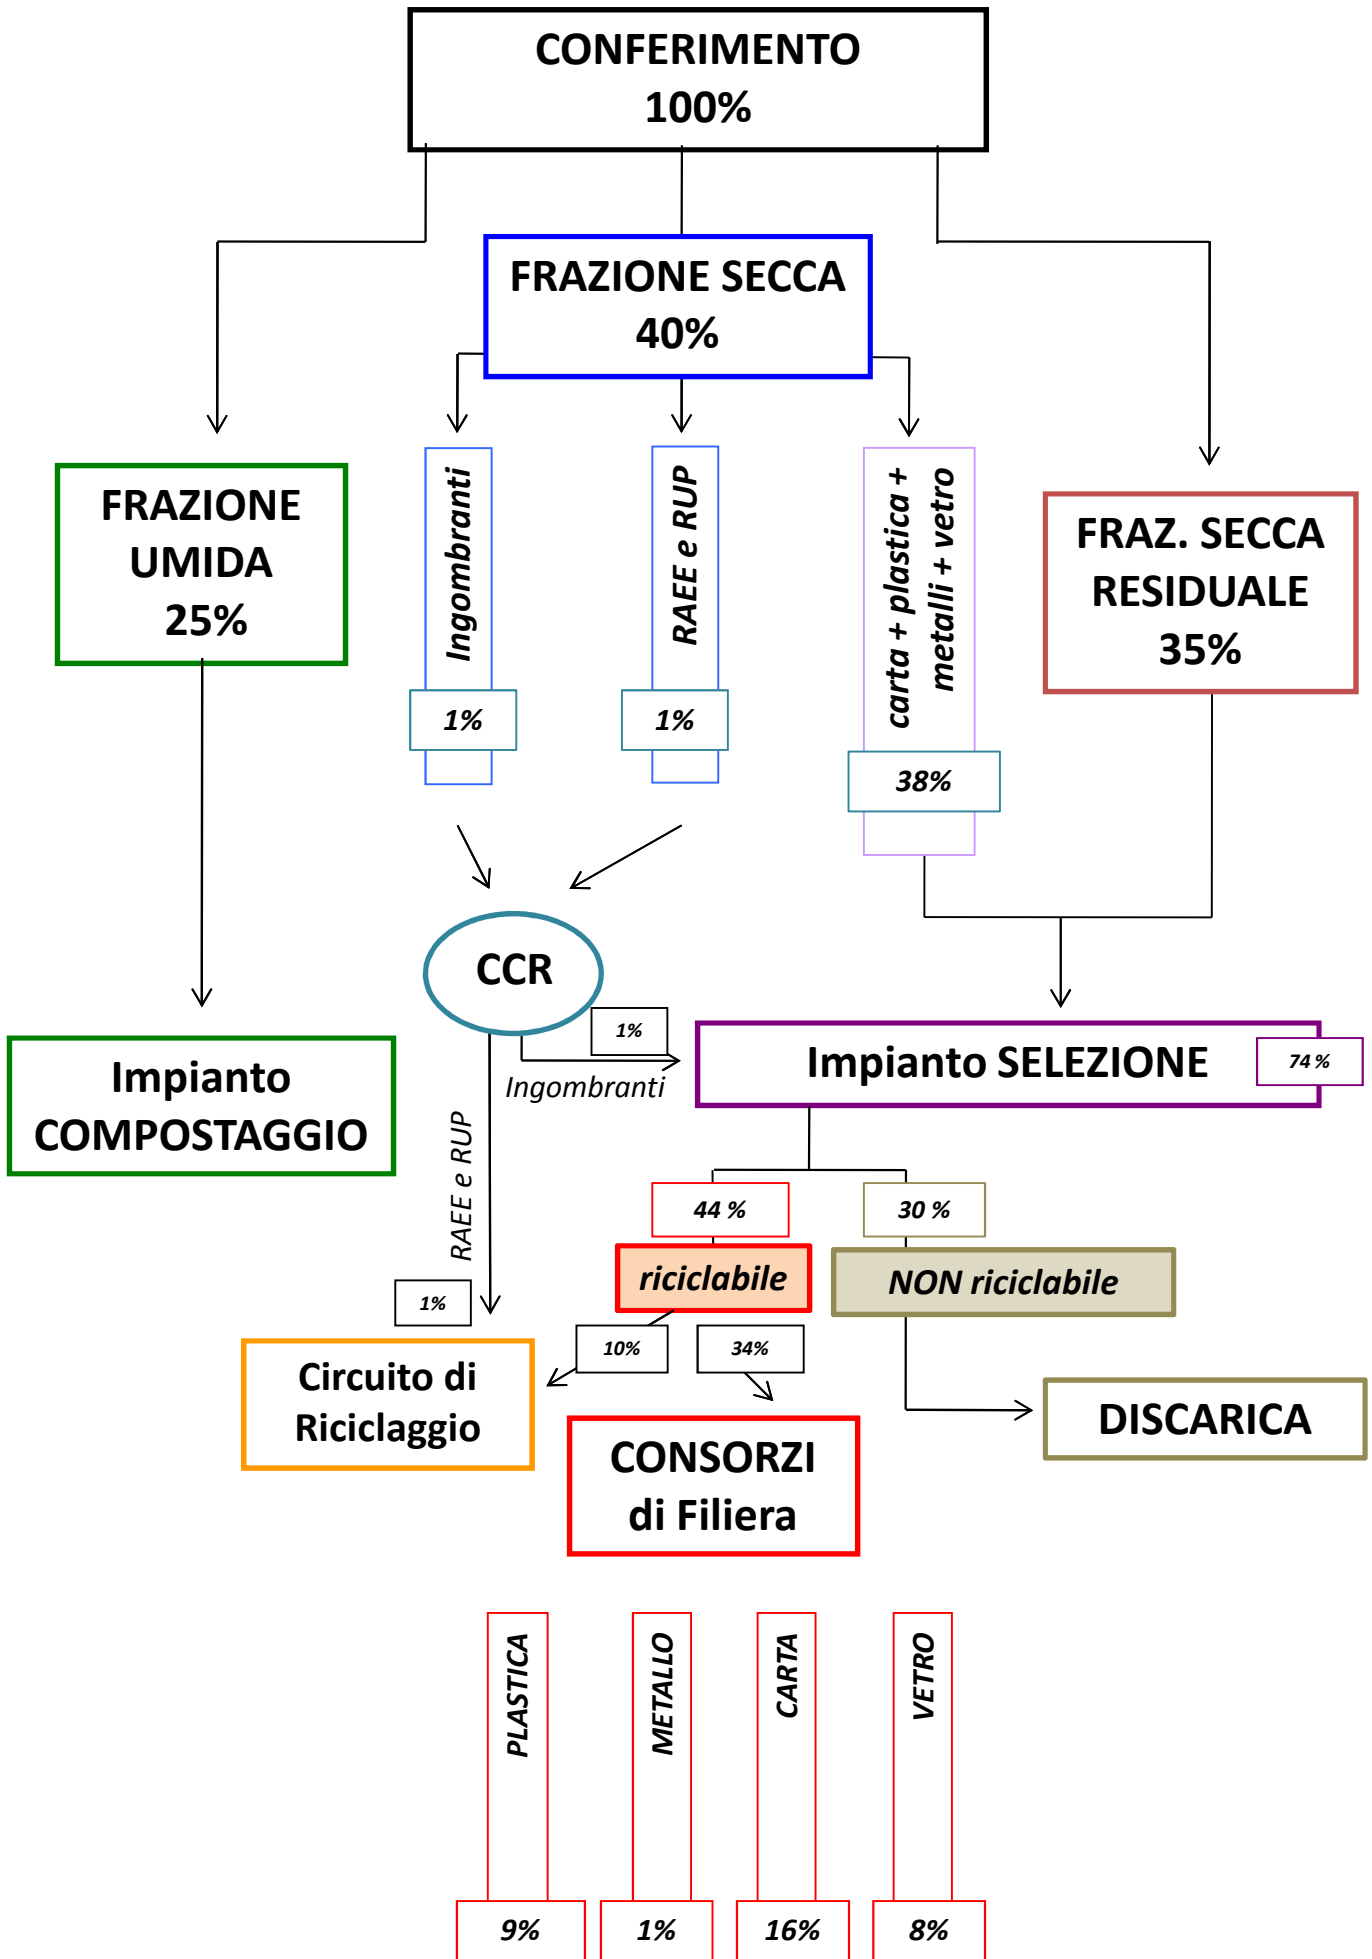 CONFERIMENTO
100%
FRAZIONE SECCA
40%
FRAZIONE
UMIDA
25%
Ingombranti
1%
RAEE e RUP
1%
carta + plastica +
metalli + vetro
38%
FRAZ. SECCA
RESIDUALE
35%
CCR
1%
Ingombranti
RAEE e RUP
1%
Impianto
COMPOSTAGGIO
Impianto SELEZIONE
74 %
44 %
30 %
riciclabile
NON riciclabile
10%
34%
Circuito di
Riciclaggio
CONSORZI
di Filiera
DISCARICA
PLASTICA
METALLO
CARTA
VETRO
9%
1%
16%
8%